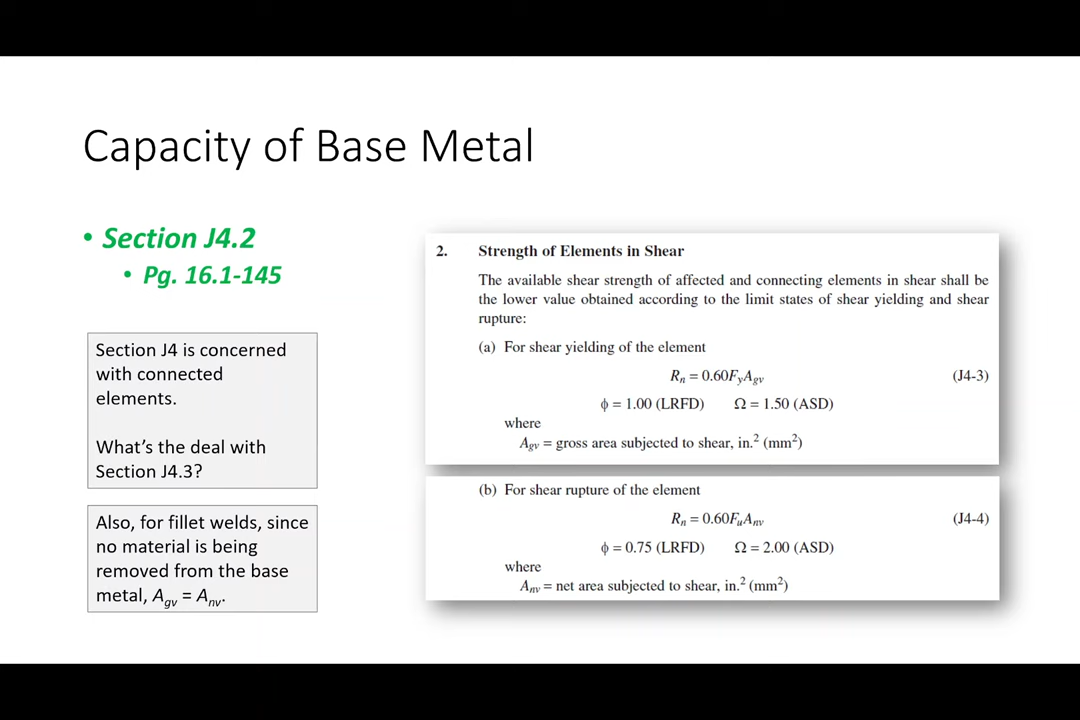 Capacity of Base Metal
• Section J4.2
• Pg. 16.1-145
Section J4 is concerned
with connected
elements.
What’s the deal with
Section J4.3?
Also, for fillet welds, since
no material is being
removed from the base
metal, Agv = Anv.
2. Strength of Elements in Shear
The available shear strength of affected and connecting elements in shear shall be
the lower value obtained according to the limit states of shear yielding and shear
rupture:
(a) For shear yielding of the element
Rn = 0.60FyAgv (J4-3)
ϕ = 1.00 (LRFD) Ω = 1.50 (ASD)
where
Agv = gross area subjected to shear, in.² (mm²)
(b) For shear rupture of the element
Rn = 0.60FuAnv (J4-4)
ϕ = 0.75 (LRFD) Ω = 2.00 (ASD)
where
Anv = net area subjected to shear, in.² (mm²)